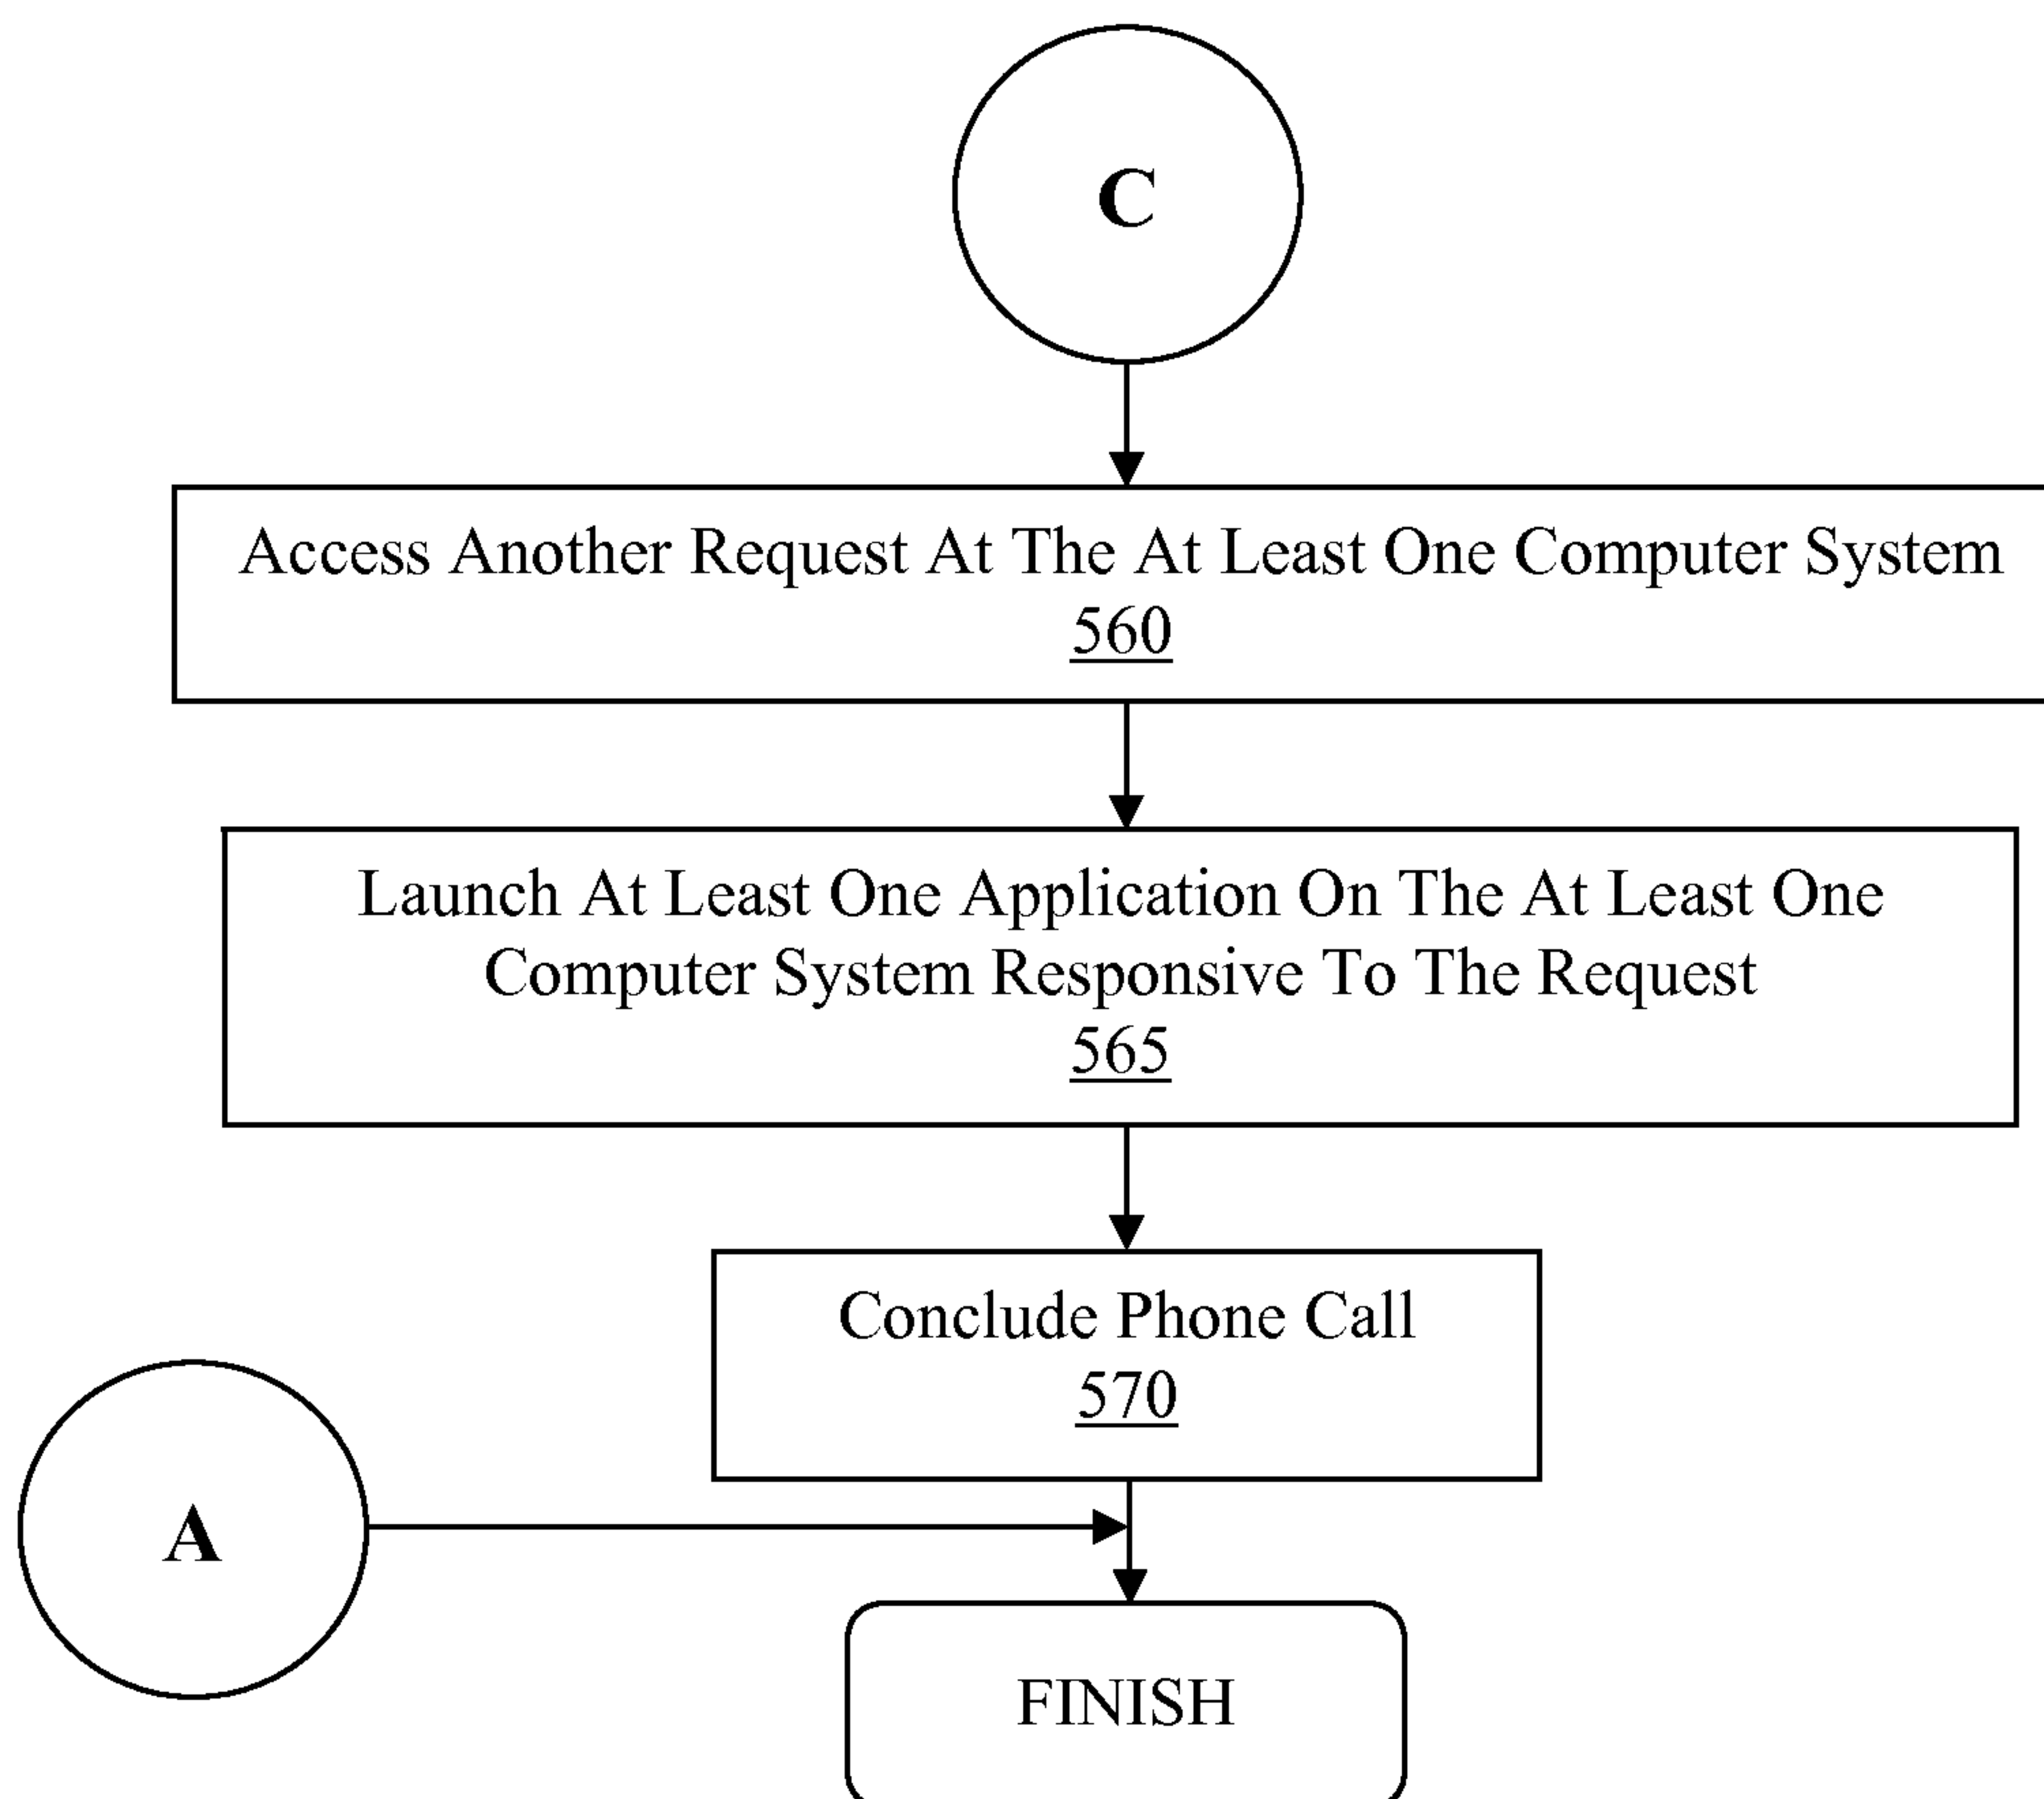 C
Access Another Request At The At Least One Computer System
560
Launch At Least One Application On The At Least One
Computer System Responsive To The Request
565
Conclude Phone Call
570
A
FINISH